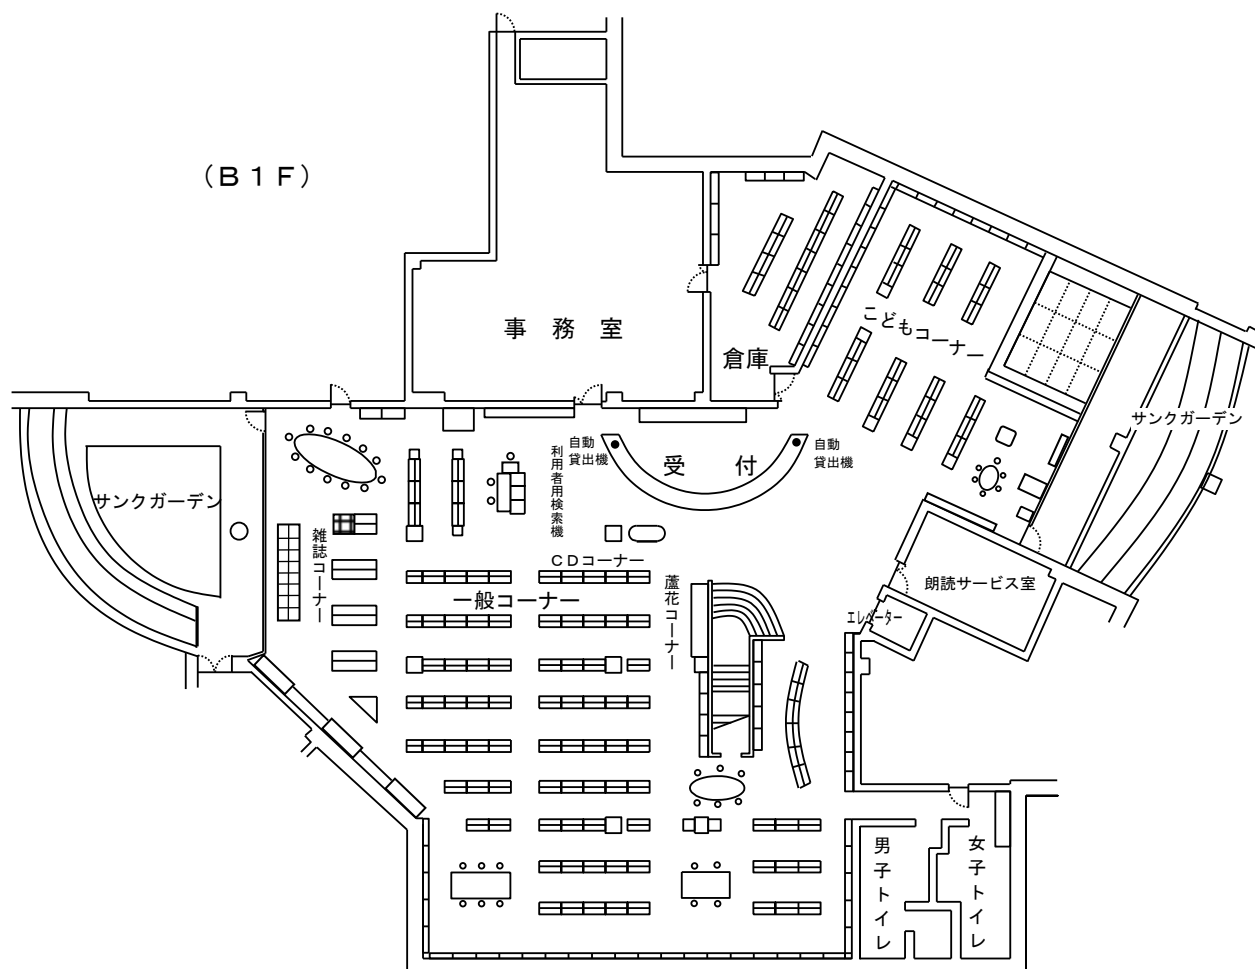 （Ｂ１Ｆ）
事務室
倉庫
こどもコーナー
サンクガーデン
サンクガーデン
自動
貸出機
受付
自動
貸出機
利用者用検索機
雑誌コーナー
ＣＤコーナー
一般コーナー
蘆花コーナー
朗読サービス室
エレベーター
男子トイレ
女子トイレ